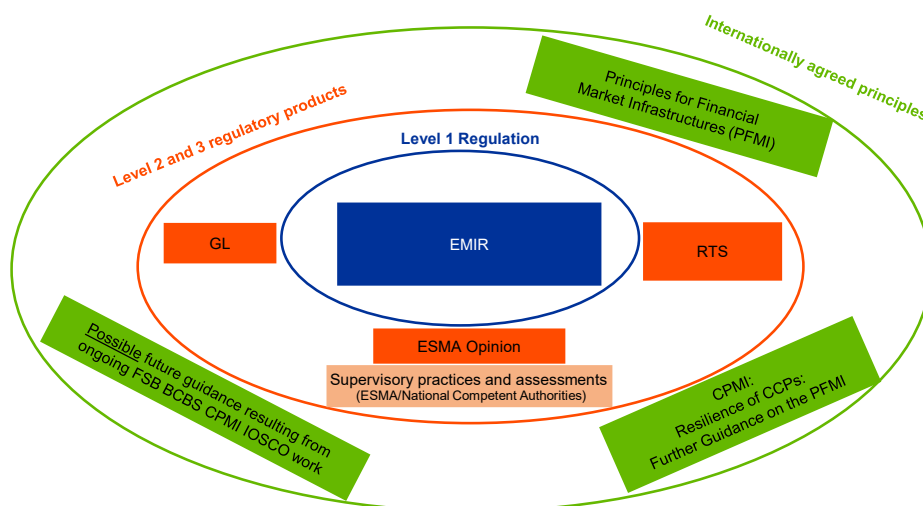 Internationally agreed principles
Principles for Financial
Market Infrastructures (PFMI)
Level 2 and 3 regulatory products
Level 1 Regulation
GL
EMIR
RTS
ESMA Opinion
Supervisory practices and assessments
(ESMA/National Competent Authorities)
Possible future guidance resulting from
ongoing FSB BCBS CPMI IOSCO work
CPMI:
Resilience of CCPs:
Further Guidance on the PFMI